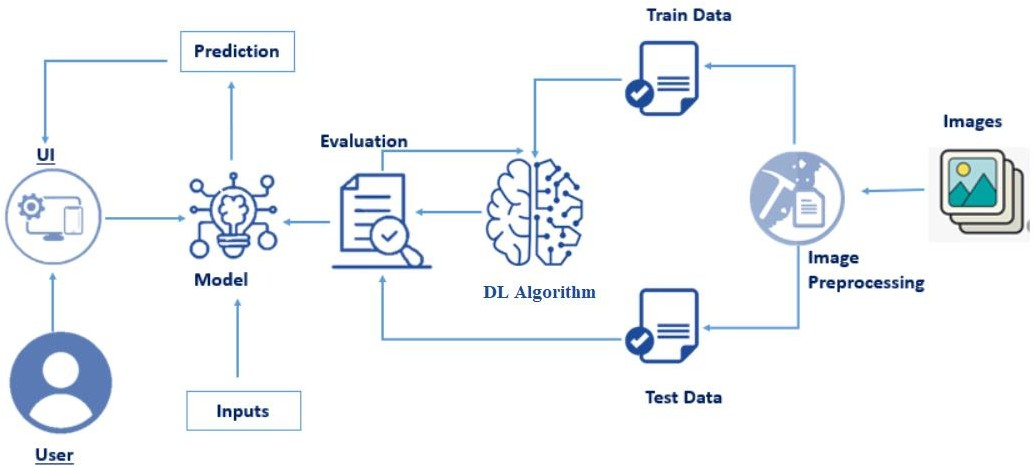 Train Data
Prediction
Images
Evaluation
UI
Image
Preprocessing
Model
DL Algorithm
Test Data
Inputs
User